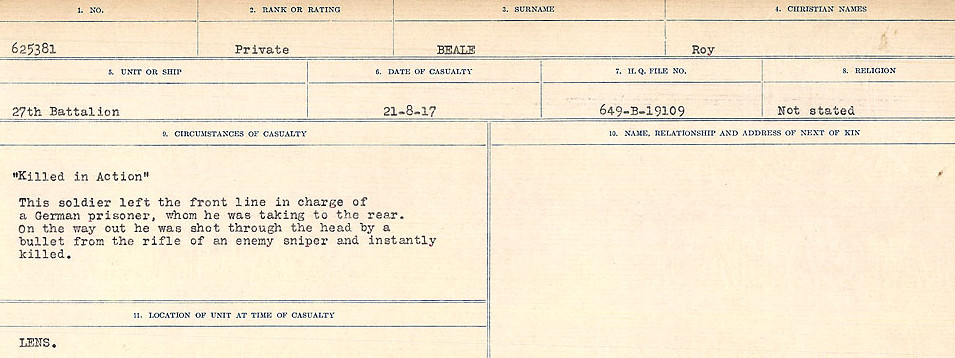 1. NO. 2. RANK OR RATING 3. SURNAME 4. CHRISTIAN NAMES
625381 Private BEALE Roy
5. UNIT OR SHIP 6. DATE OF CASUALTY 7. H.Q. FILE NO. 8. RELIGION
27th Battalion 21-8-17 649-B-19109 Not stated
9. CIRCUMSTANCES OF CASUALTY 10. NAME, RELATIONSHIP AND ADDRESS OF NEXT OF KIN
"Killed in Action"
This soldier left the front line in charge of
a German prisoner, whom he was taking to the rear.
On the way out he was shot through the head by a
bullet from the rifle of an enemy sniper and instantly
killed.
11. LOCATION OF UNIT AT TIME OF CASUALTY
LENS.